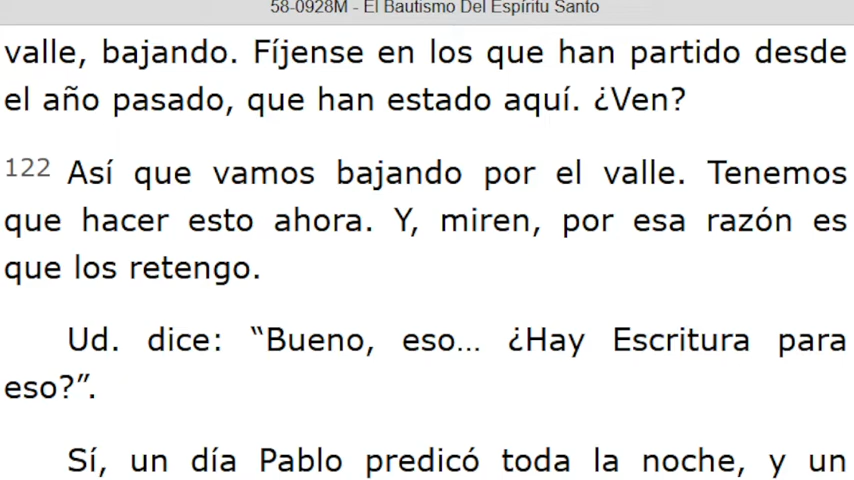 58-0928M - El Bautismo Del Espíritu Santo
valle, bajando. Fíjense en los que han partido desde
el año pasado, que han estado aquí. ¿Ven?
122 Así que vamos bajando por el valle. Tenemos
que hacer esto ahora. Y, miren, por esa razón es
que los retengo.
Ud. dice: “Bueno, eso… ¿Hay Escritura para
eso?”.
Sí, un día Pablo predicó toda la noche, y un